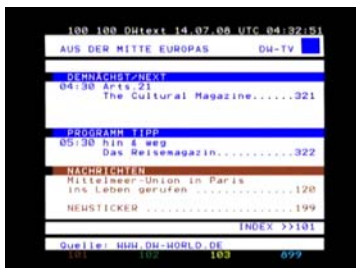 100 100 DWtext 14.07.08 UTC 04:32:51
AUS DER MITTE EUROPAS DW-TV
DEMNÄCHST/NEXT
04:30 Arts.21
The Cultural Magazine......321
PROGRAMM TIPP
05:30 hin & weg
Das Reisemagazin.........322
NACHRICHTEN
Mittelmeer-Union in Paris
ins Leben gerufen ..........120
NEWSTICKER .................199
INDEX >>101
Quelle: WWW.DW-WORLD.DE
101 102 103 899